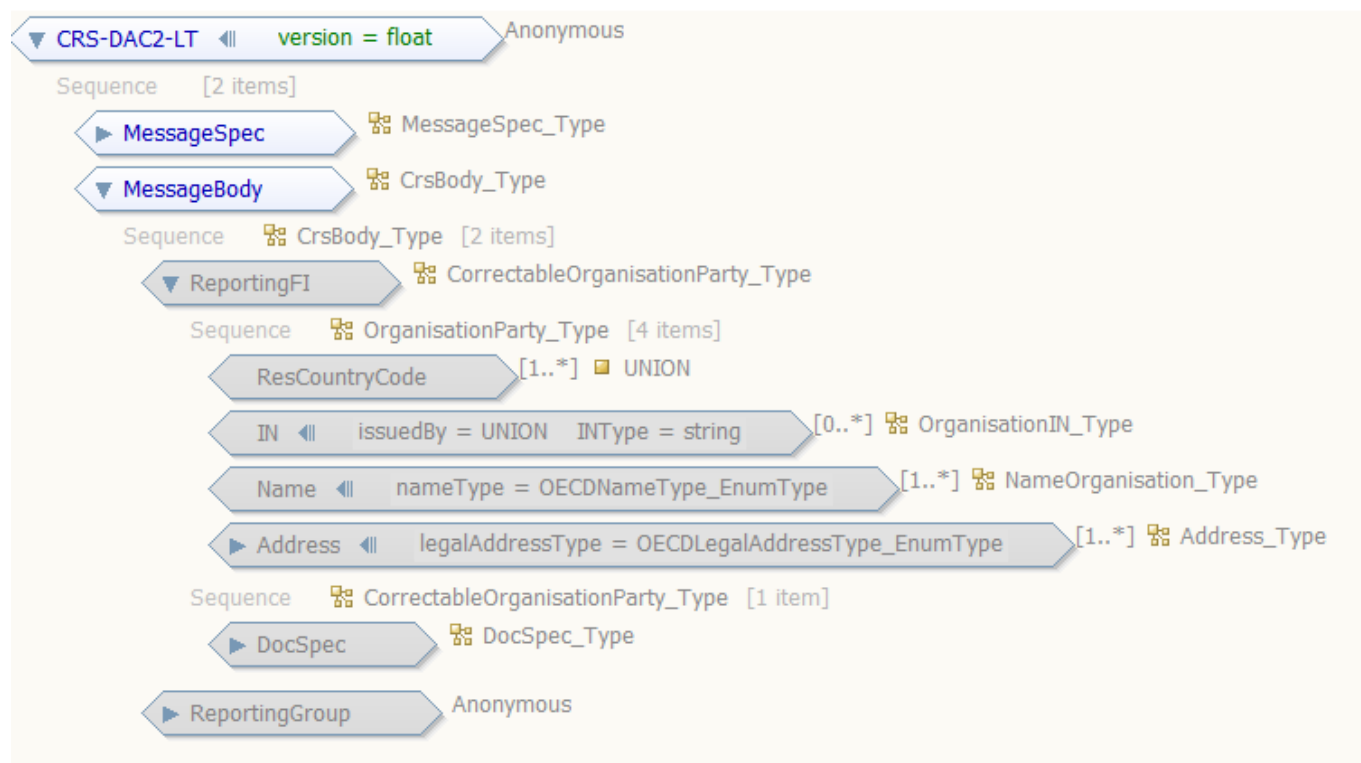 CRS-DAC2-LT version = float Anonymous
Sequence [2 items]
MessageSpec MessageSpec_Type
MessageBody CrsBody_Type
Sequence CrsBody_Type [2 items]
ReportingFI CorrectableOrganisationParty_Type
Sequence OrganisationParty_Type [4 items]
ResCountryCode [1..*] UNION
IN issuedBy = UNION INType = string [0..*] OrganisationIN_Type
Name nameType = OECDNameType_EnumType [1..*] NameOrganisation_Type
Address legalAddressType = OECDLegalAddressType_EnumType [1..*] Address_Type
Sequence CorrectableOrganisationParty_Type [1 item]
DocSpec DocSpec_Type
ReportingGroup Anonymous